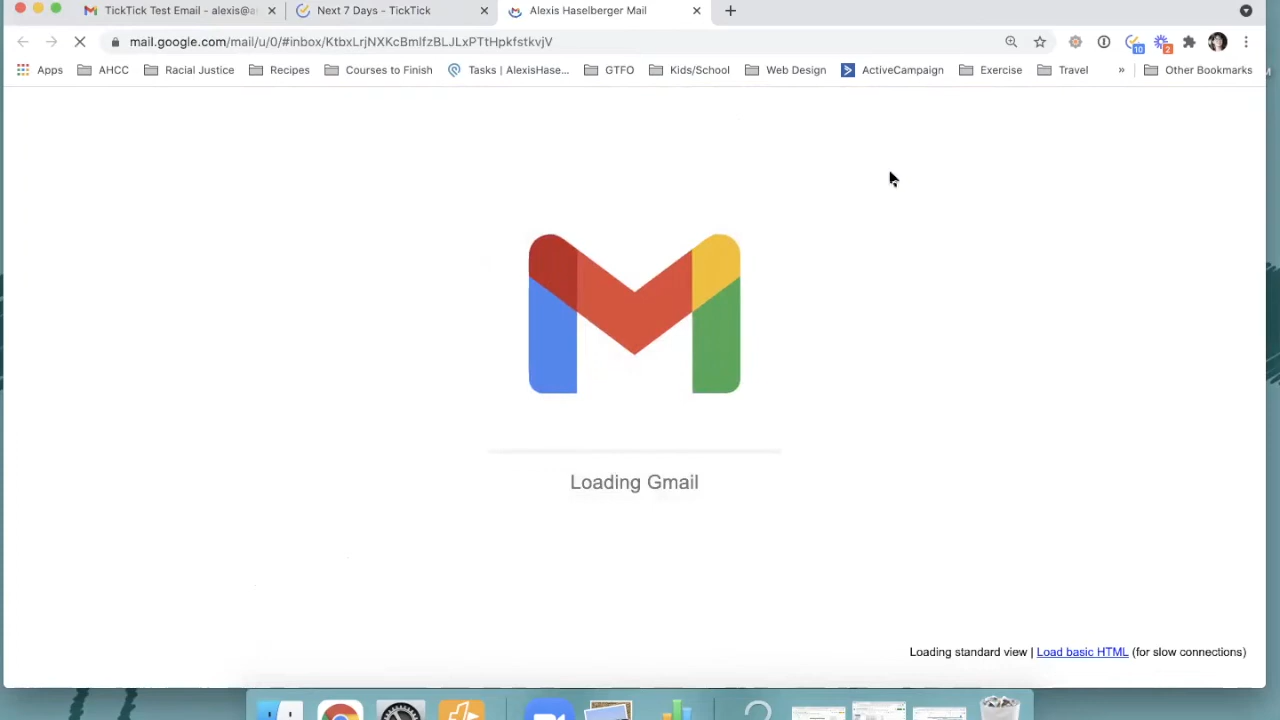 TickTick Test Email - alexis@a
Next 7 Days - TickTick
Alexis Haselberger Mail
mail.google.com/mail/u/0/#inbox/KtbxLrjNXKcBmlfzBLJLxPTtHpkfstkvjV
10
2
Apps
AHCC
Racial Justice
Recipes
Courses to Finish
Tasks | AlexisHase...
GTFO
Kids/School
Web Design
ActiveCampaign
Exercise
Travel
»
Other Bookmarks
Loading Gmail
Loading standard view | Load basic HTML (for slow connections)